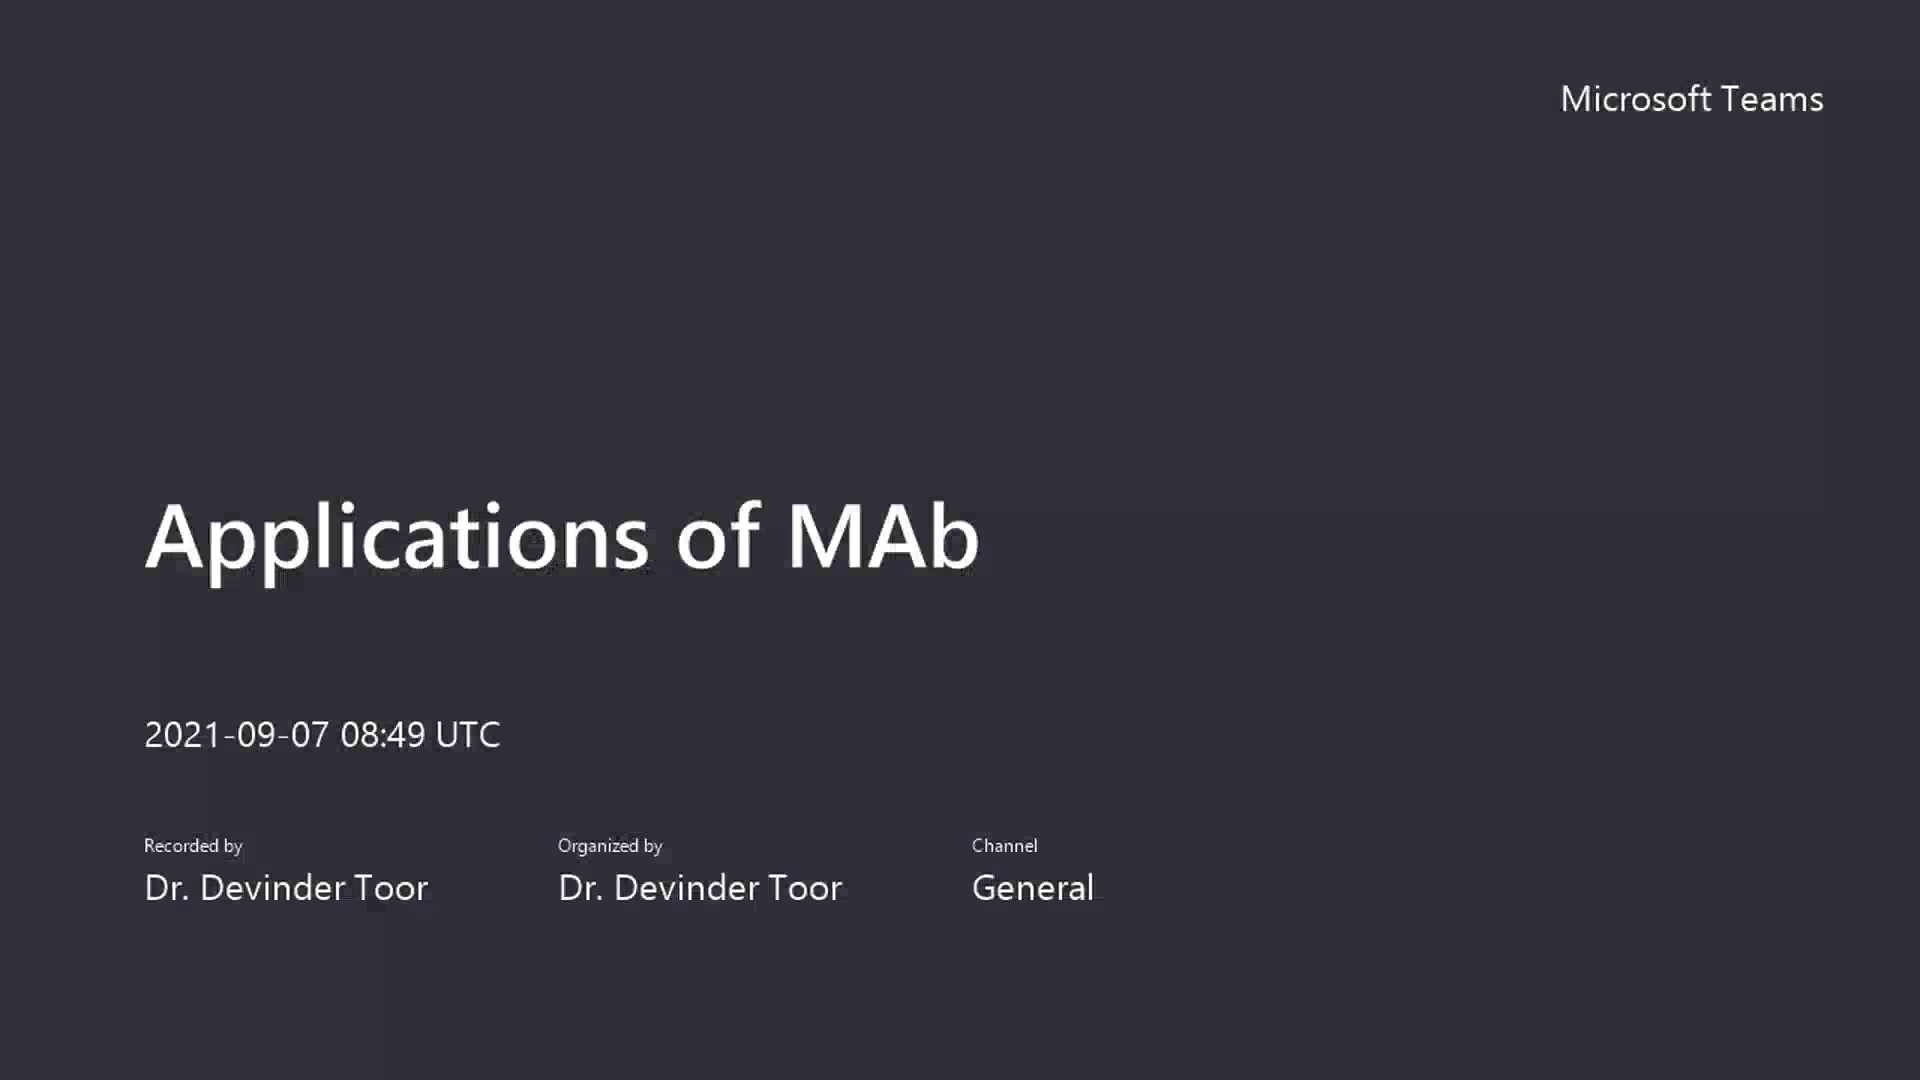 Microsoft Teams
Applications of MAb
2021-09-07 08:49 UTC
Recorded by
Dr. Devinder Toor
Organized by
Dr. Devinder Toor
Channel
General